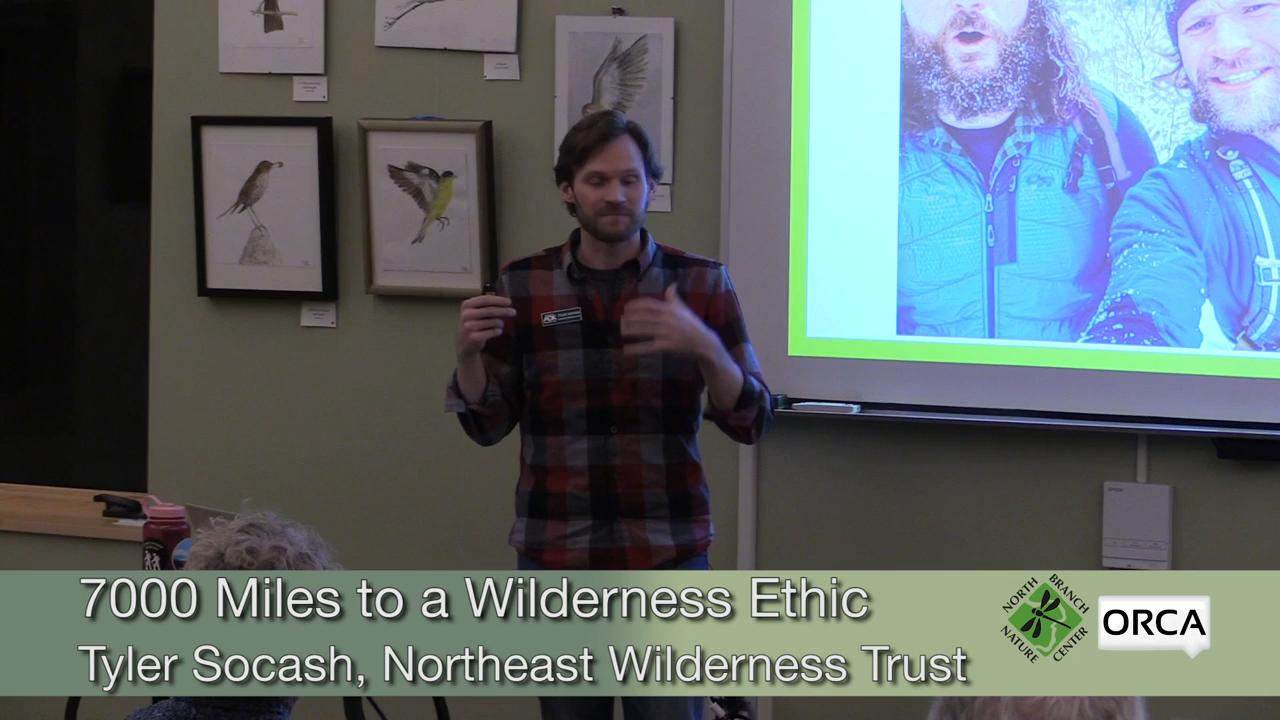 7000 Miles to a Wilderness Ethic
Tyler Socash, Northeast Wilderness Trust
NORTH BRANCH
NATURE CENTER
ORCA